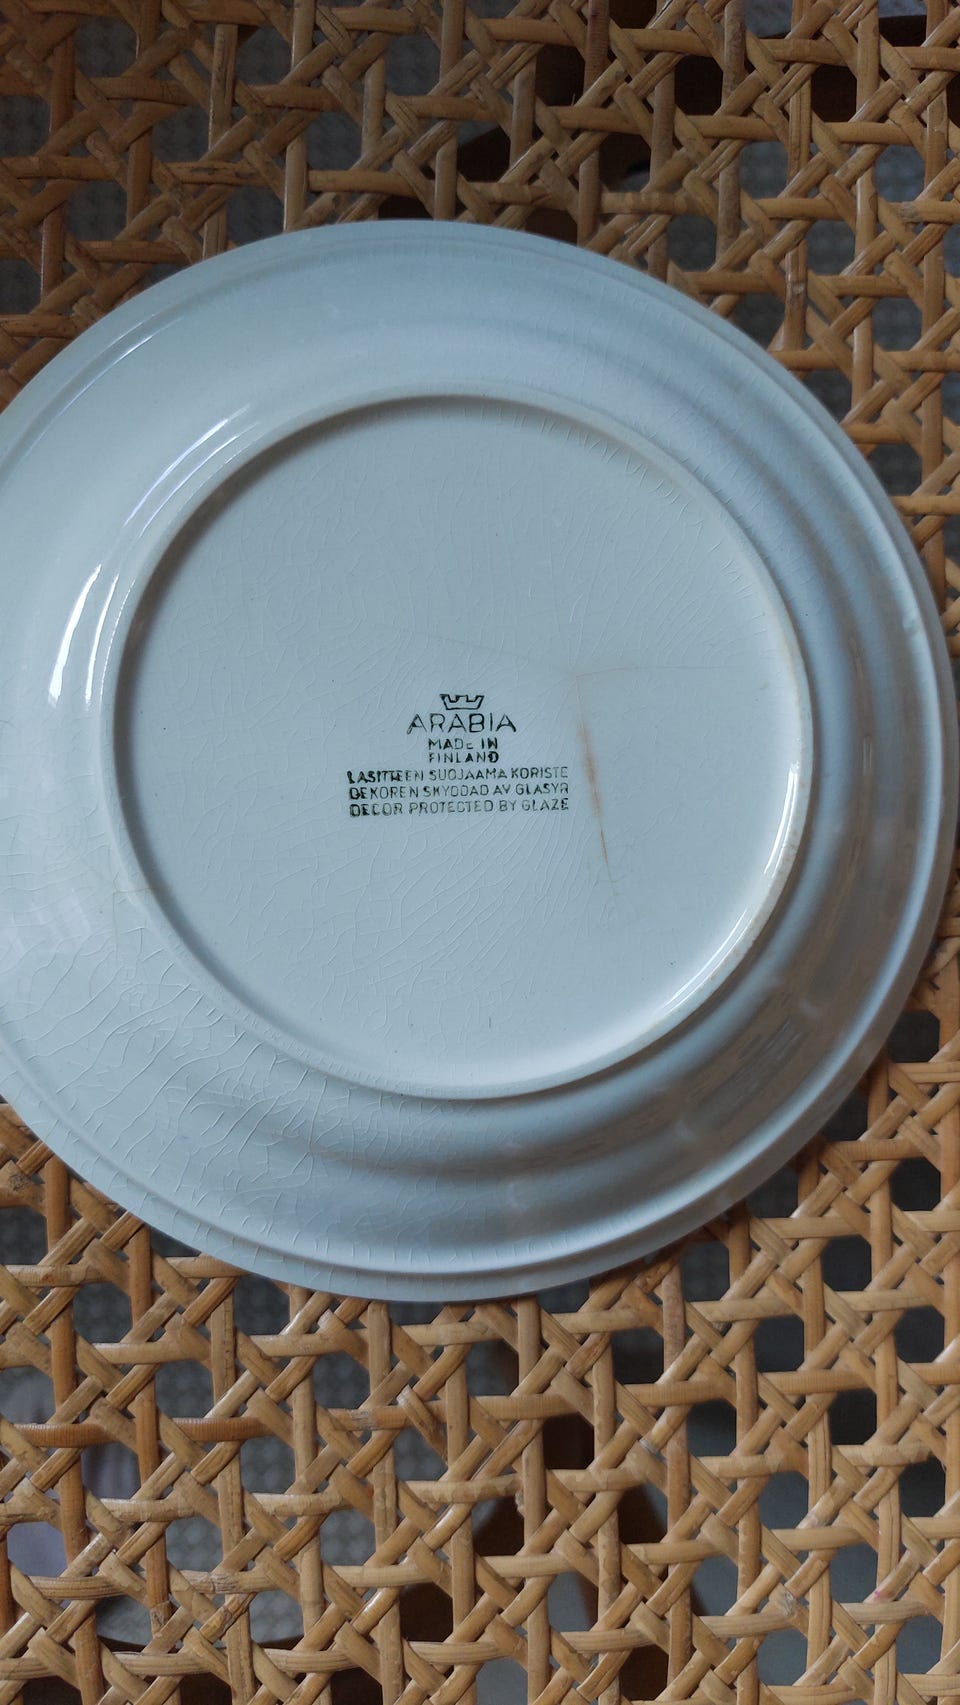 ARABIA
MADE IN
FINLAND
LASITTEEN SUOJAAMA KORISTE
DEKOREN SKYDDAD AV GLASYR
DECOR PROTECTED BY GLAZE